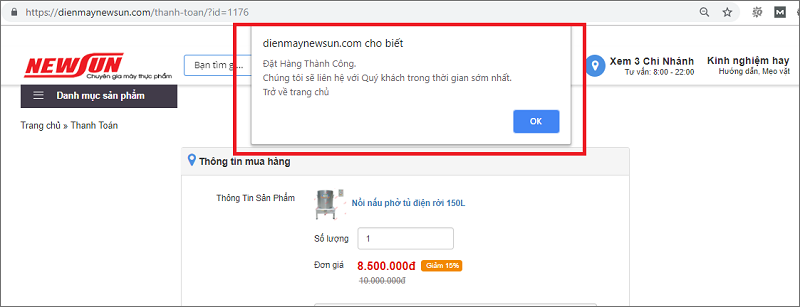 https://dienmaynewsun.com/thanh-toan/?id=1176
dienmaynewsun.com cho biết
Đặt Hàng Thành Công.
Chúng tôi sẽ liên hệ với Quý khách trong thời gian sớm nhất.
Trở về trang chủ
OK
NEWSUN
Chuyên gia máy thực phẩm
Bạn tìm gì...
Xem 3 Chi Nhánh
Tư vấn: 8:00 - 22:00
Kinh nghiệm hay
Hướng dẫn, Mẹo vặt
Danh mục sản phẩm
Trang chủ » Thanh Toán
Thông tin mua hàng
Thông Tin Sản Phẩm
Nồi nấu phở tủ điện rời 150L
Số lượng
1
Đơn giá
8.500.000đ
Giảm 15%
10.000.000đ